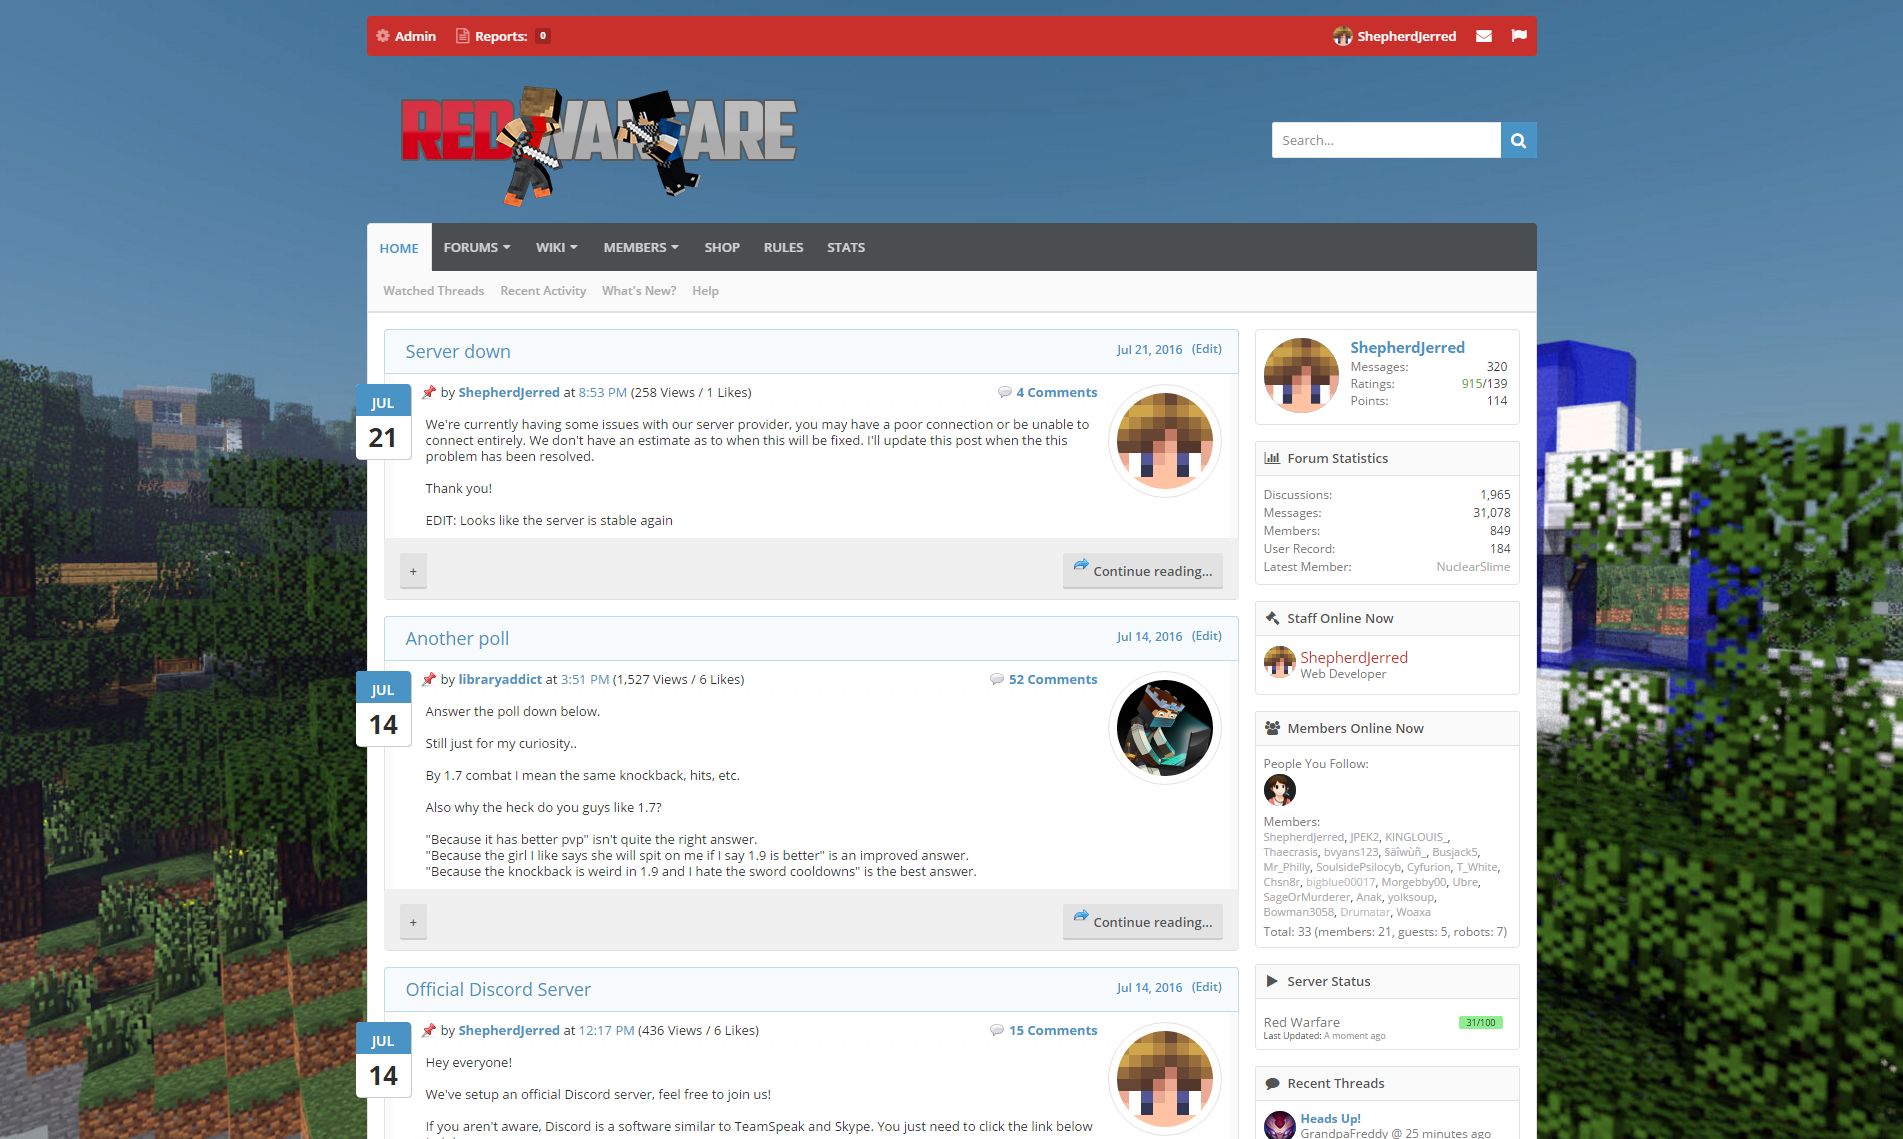 Admin
Reports: 0
ShepherdJerred
RED WARFARE
Search...
HOME
FORUMS
WIKI
MEMBERS
SHOP
RULES
STATS
Watched Threads
Recent Activity
What's New?
Help
Server down
Jul 21, 2016 (Edit)
JUL
21
by ShepherdJerred at 8:53 PM (258 Views / 1 Likes)
4 Comments
We're currently having some issues with our server provider, you may have a poor connection or be unable to
connect entirely. We don't have an estimate as to when this will be fixed. I'll update this post when the this
problem has been resolved.
Thank you!
EDIT: Looks like the server is stable again
+
Continue reading...
Another poll
Jul 14, 2016 (Edit)
JUL
14
by libraryaddict at 3:51 PM (1,527 Views / 6 Likes)
52 Comments
Answer the poll down below.
Still just for my curiosity..
By 1.7 combat I mean the same knockback, hits, etc.
Also why the heck do you guys like 1.7?
"Because it has better pvp" isn't quite the right answer.
"Because the girl I like says she will spit on me if I say 1.9 is better" is an improved answer.
"Because the knockback is weird in 1.9 and I hate the sword cooldowns" is the best answer.
+
Continue reading...
Official Discord Server
Jul 14, 2016 (Edit)
JUL
14
by ShepherdJerred at 12:17 PM (436 Views / 6 Likes)
15 Comments
Hey everyone!
We've setup an official Discord server, feel free to join us!
If you aren't aware, Discord is a software similar to TeamSpeak and Skype. You just need to click the link below
ShepherdJerred
Messages: 320
Ratings: 915/139
Points: 114
Forum Statistics
Discussions: 1,965
Messages: 31,078
Members: 849
User Record: 184
Latest Member: NuclearSlime
Staff Online Now
ShepherdJerred
Web Developer
Members Online Now
People You Follow:
Members:
ShepherdJerred, JPEK2, KINGLOUIS_,
Thaecrasis, bvyans123, §äîwùñ_, Busjack5,
Mr_Philly, SoulsidePsilocyb, Cyfurion, T_White,
Chsn8r, bigblue00017, Morgebby00, Ubre,
SageOrMurderer, Anak, yolksoup,
Bowman3058, Drumatar, Woaxa
Total: 33 (members: 21, guests: 5, robots: 7)
Server Status
Red Warfare 31/100
Last Updated: A moment ago
Recent Threads
Heads Up!
GrandpaFreddy @ 25 minutes ago